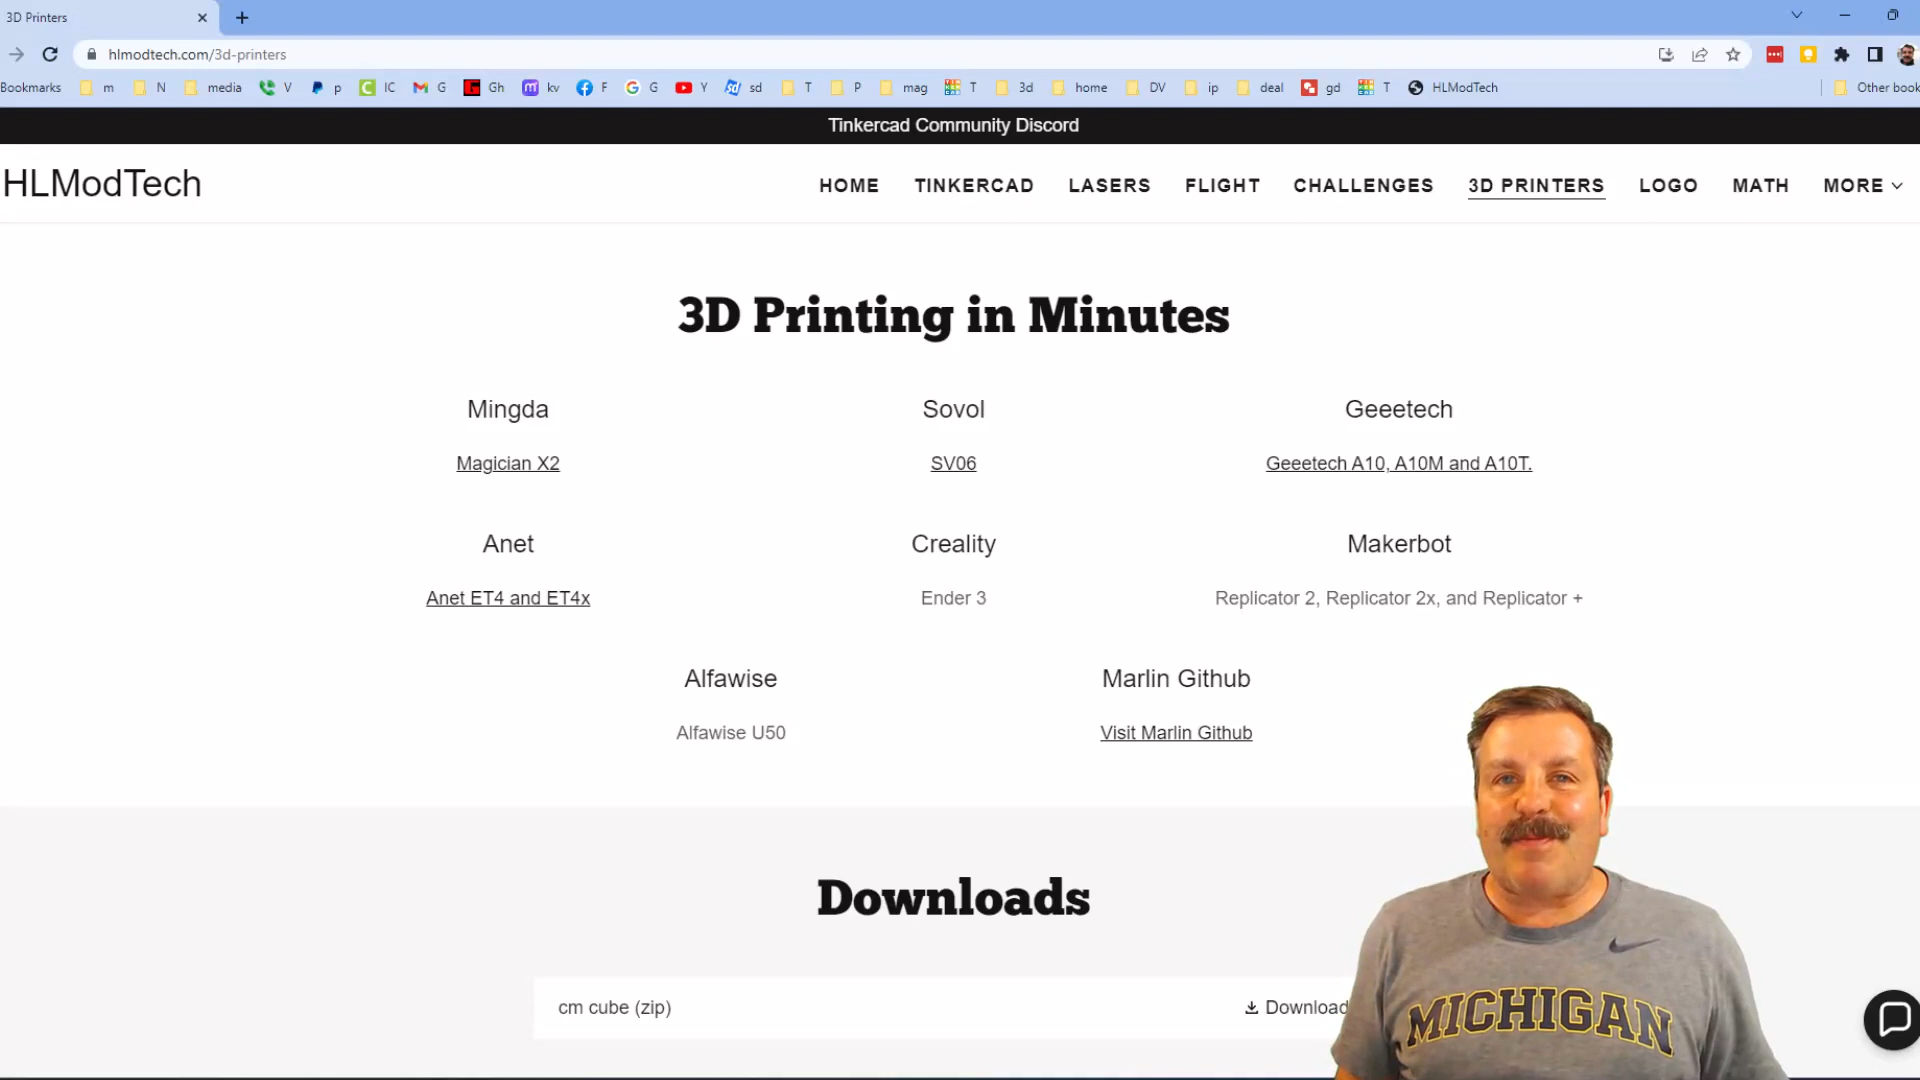 3D Printers
hlmodtech.com/3d-printers
Bookmarks m N media V p IC G Gh kv F G Y sd T P mag T 3d home DV ip deal gd T HLModTech Other book
Tinkercad Community Discord
HLModTech HOME TINKERCAD LASERS FLIGHT CHALLENGES 3D PRINTERS LOGO MATH MORE
3D Printing in Minutes
Mingda Sovol Geeetech
Magician X2 SV06 Geeetech A10, A10M and A10T.
Anet Creality Makerbot
Anet ET4 and ET4x Ender 3 Replicator 2, Replicator 2x, and Replicator +
Alfawise Marlin Github
Alfawise U50 Visit Marlin Github
Downloads
cm cube (zip) Download
MICHIGAN